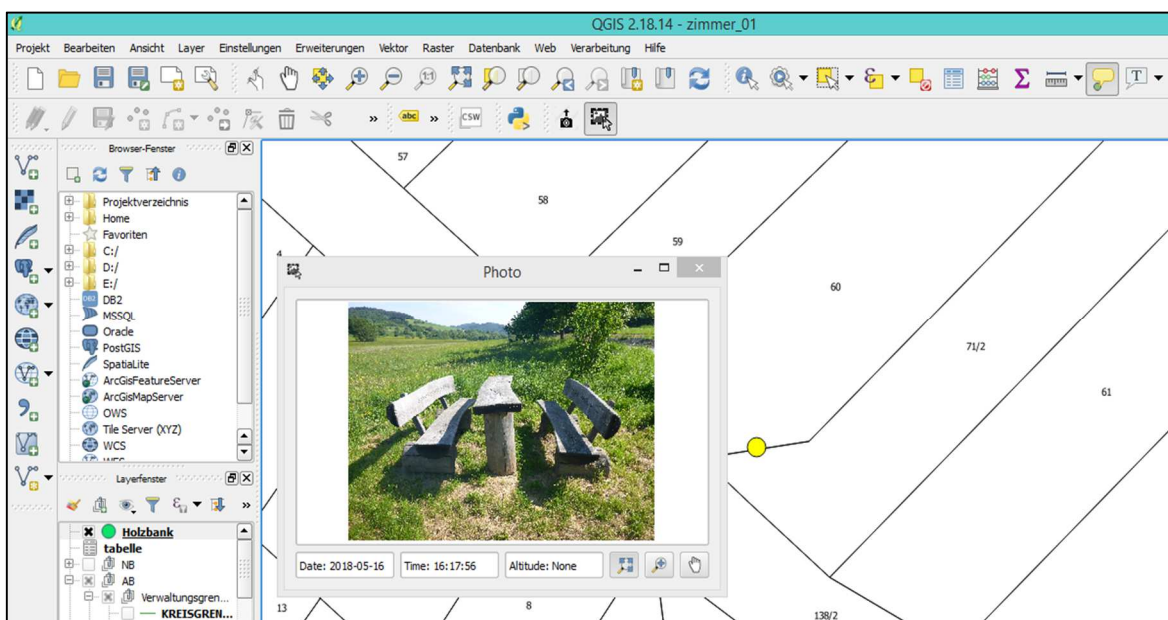 QGIS 2.18.14 - zimmer_01
Projekt Bearbeiten Ansicht Layer Einstellungen Erweiterungen Vektor Raster Datenbank Web Verarbeitung Hilfe
1:1
T
abc
CSW
Browser-Fenster
Projektverzeichnis
Home
Favoriten
C:/
D:/
E:/
DB2 DB2
MSSQL
Oracle
PostGIS
SpatiaLite
ArcGisFeatureServer
ArcGisMapServer
OWS
Tile Server (XYZ)
WCS
Layerfenster
Holzbank
tabelle
NB
AB
Verwaltungsgren...
KREISGREN...
57
58
59
4
60
71/2
61
Photo
Date: 2018-05-16 Time: 16:17:56 Altitude: None
13
8
138/2